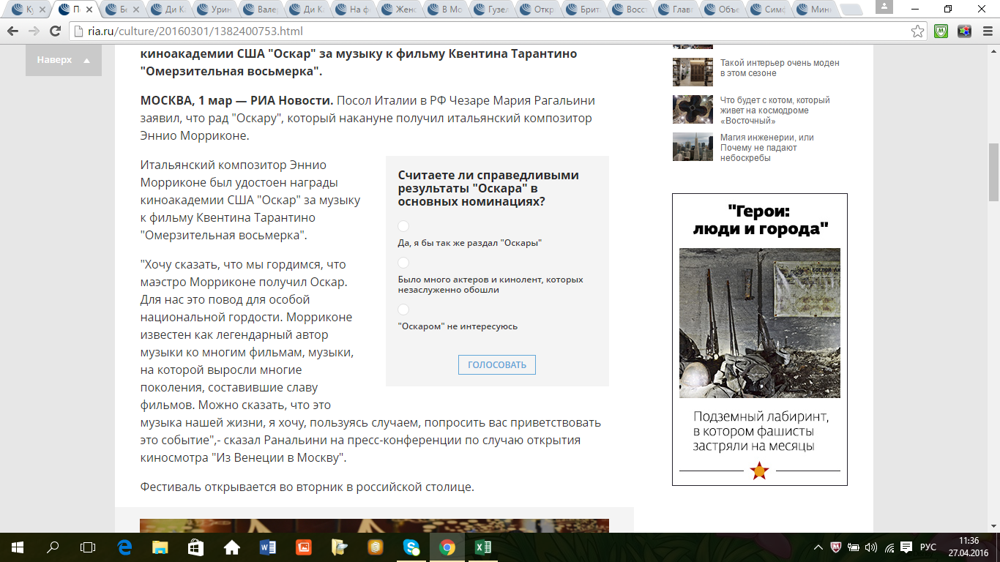 Ку
По
Бе
Ди Ка
Урин
Вале
Ди Ка
На ф
Женс
В Мо
Гузел
Откр
Брит
Восст
Глав
Объе
Симф
Минк
ria.ru/culture/20160301/1382400753.html
Наверх
киноакадемии США "Оскар" за музыку к фильму Квентина Тарантино
"Омерзительная восьмерка".
МОСКВА, 1 мар — РИА Новости. Посол Италии в РФ Чезаре Мария Рагальини
заявил, что рад "Оскару", который накануне получил итальянский композитор
Эннио Морриконе.
Итальянский композитор Эннио
Морриконе был удостоен награды
киноакадемии США "Оскар" за музыку
к фильму Квентина Тарантино
"Омерзительная восьмерка".
"Хочу сказать, что мы гордимся, что
маэстро Морриконе получил Оскар.
Для нас это повод для особой
национальной гордости. Морриконе
известен как легендарный автор
музыки ко многим фильмам, музыки,
на которой выросли многие
поколения, составившие славу
фильмов. Можно сказать, что это
музыка нашей жизни, я хочу, пользуясь случаем, попросить вас приветствовать
это событие",- сказал Ранальини на пресс-конференции по случаю открытия
киносмотра "Из Венеции в Москву".
Фестиваль открывается во вторник в российской столице.
Считаете ли справедливыми
результаты "Оскара" в
основных номинациях?
Да, я бы так же раздал "Оскары"
Было много актеров и кинолент, которых
незаслуженно обошли
"Оскаром" не интересуюсь
ГОЛОСОВАТЬ
Такой интерьер очень моден
в этом сезоне
Что будет с котом, который
живет на космодроме
«Восточный»
Магия инженерии, или
Почему не падают
небоскребы
"Герои:
люди и города"
Подземный лабиринт,
в котором фашисты
застряли на месяцы
РУС
11:36
27.04.2016